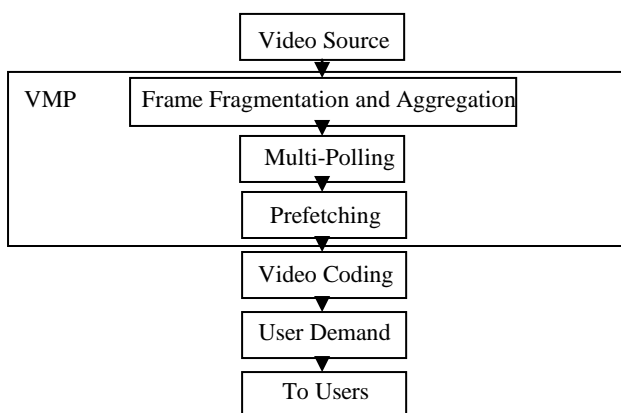 Video Source
VMP
Frame Fragmentation and Aggregation
Multi-Polling
Prefetching
Video Coding
User Demand
To Users